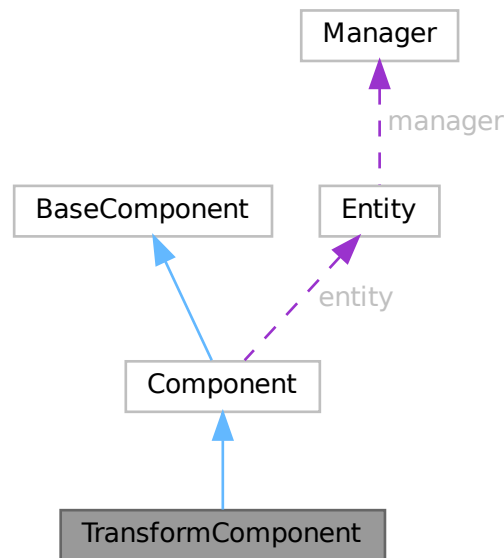 Manager
manager
BaseComponent
Entity
entity
Component
TransformComponent